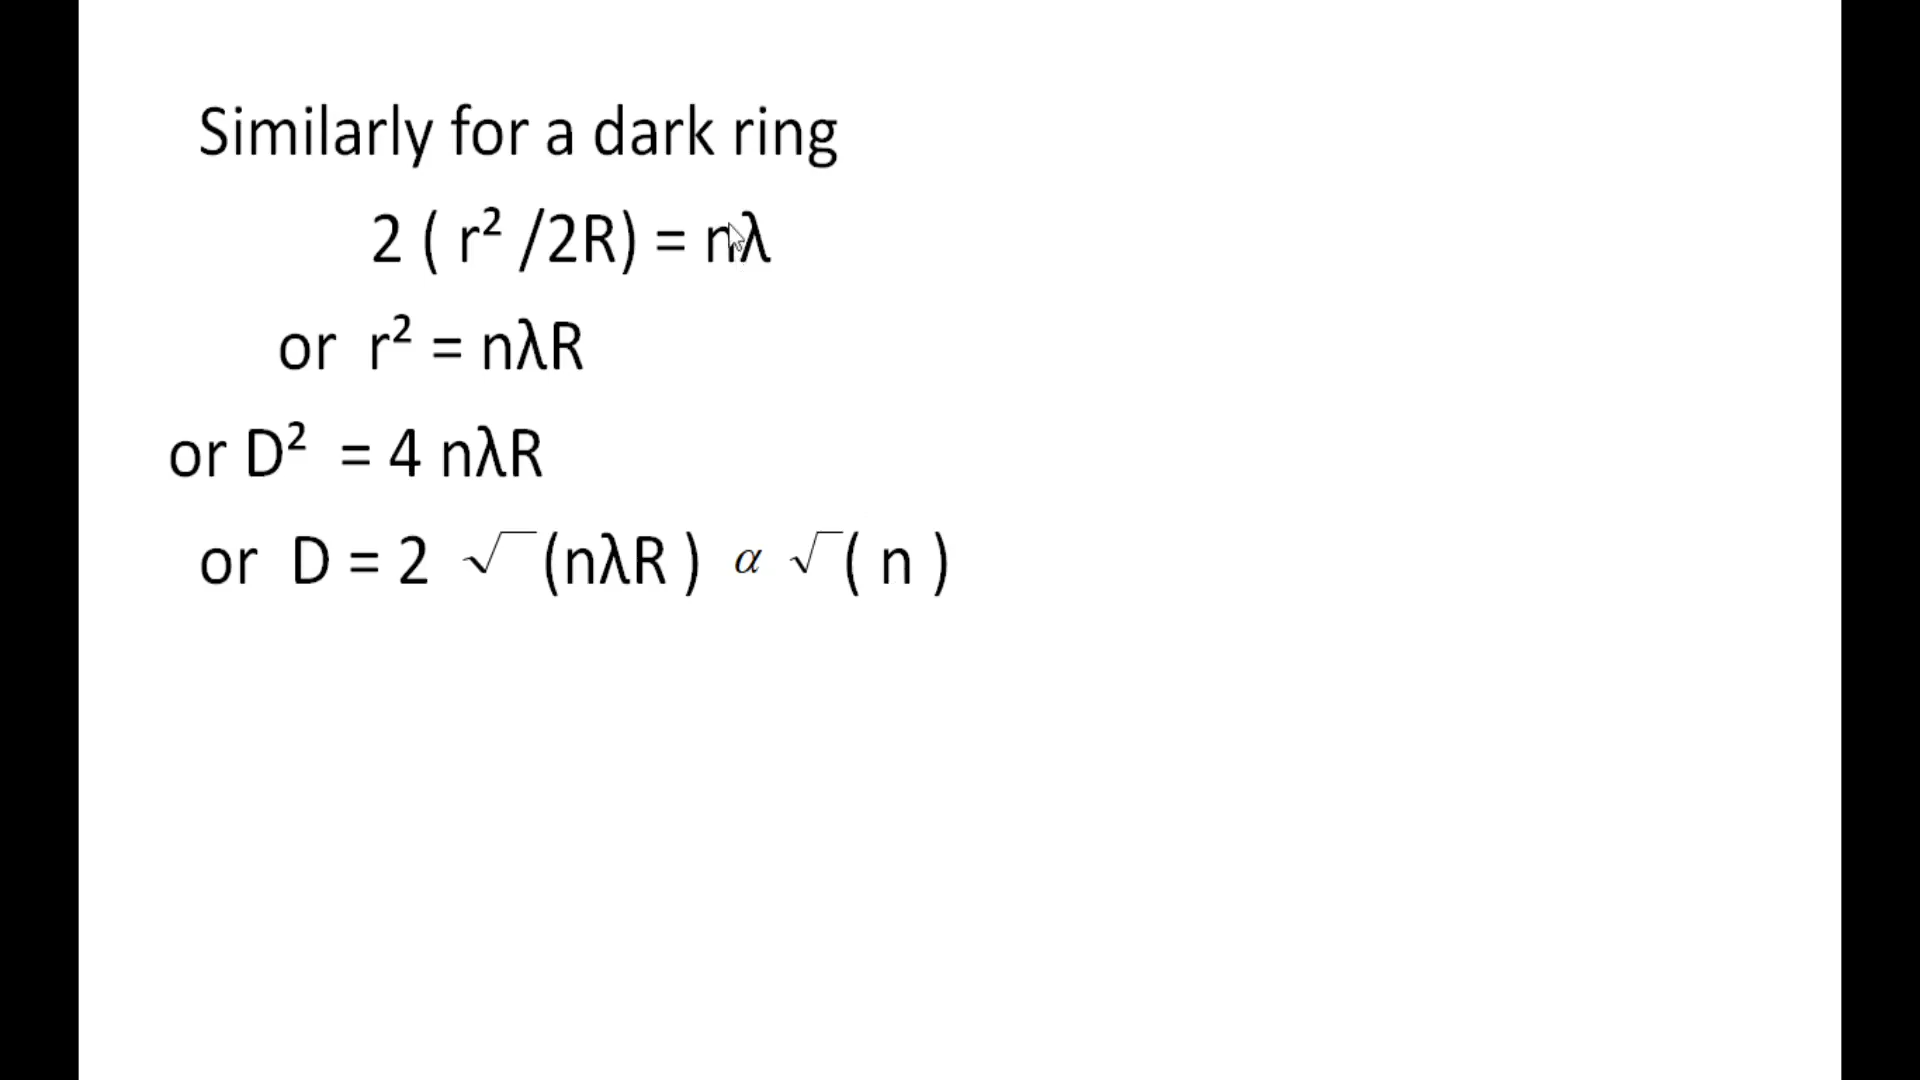 Similarly for a dark ring
2 ( r² /2R) = nλ
or r² = nλR
or D² = 4 nλR
or D = 2 √(nλR ) α √( n )